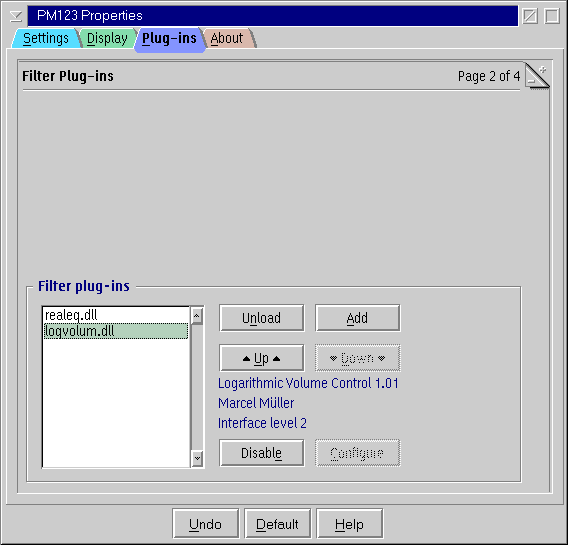 PM123 Properties
Settings Display Plug-ins About
Filter Plug-ins Page 2 of 4
Filter plug-ins
realeq.dll
logvolum.dll
Unload Add
Up Down
Logarithmic Volume Control 1.01
Marcel Müller
Interface level 2
Disable Configure
Undo Default Help